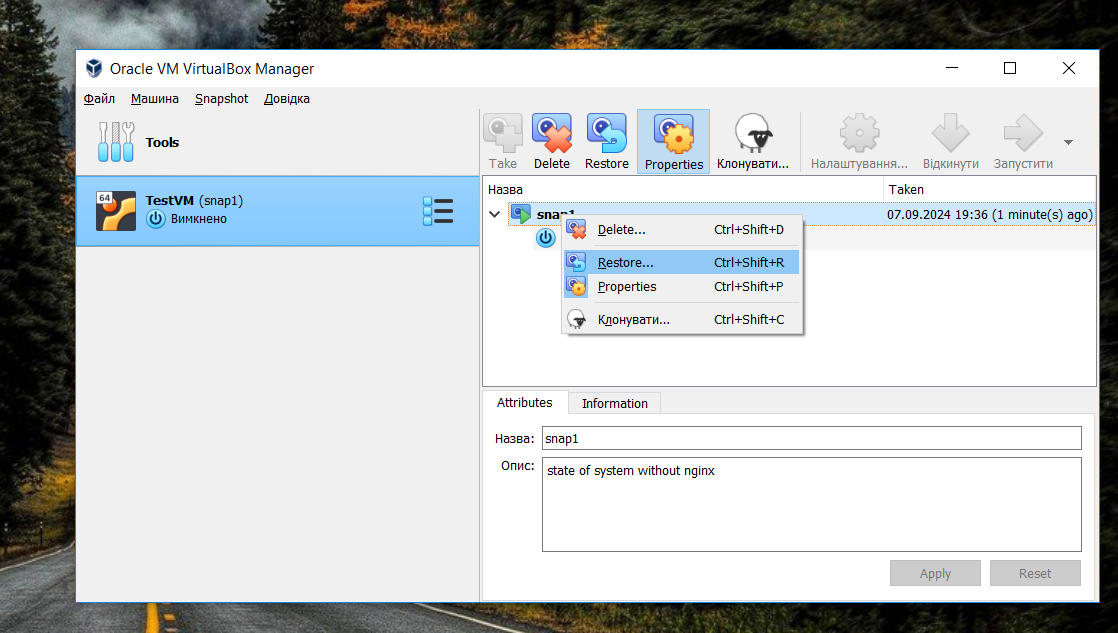 Oracle VM VirtualBox Manager
Файл Машина Snapshot Довідка
Tools
Take Delete Restore Properties Клонувати... Налаштування... Відкинути Запустити
64
TestVM (snap1)
Вимкнено
Назва Taken
snap1 07.09.2024 19:36 (1 minute(s) ago)
Delete... Ctrl+Shift+D
Restore... Ctrl+Shift+R
Properties Ctrl+Shift+P
Клонувати... Ctrl+Shift+C
Attributes Information
Назва: snap1
Опис: state of system without nginx
Apply Reset